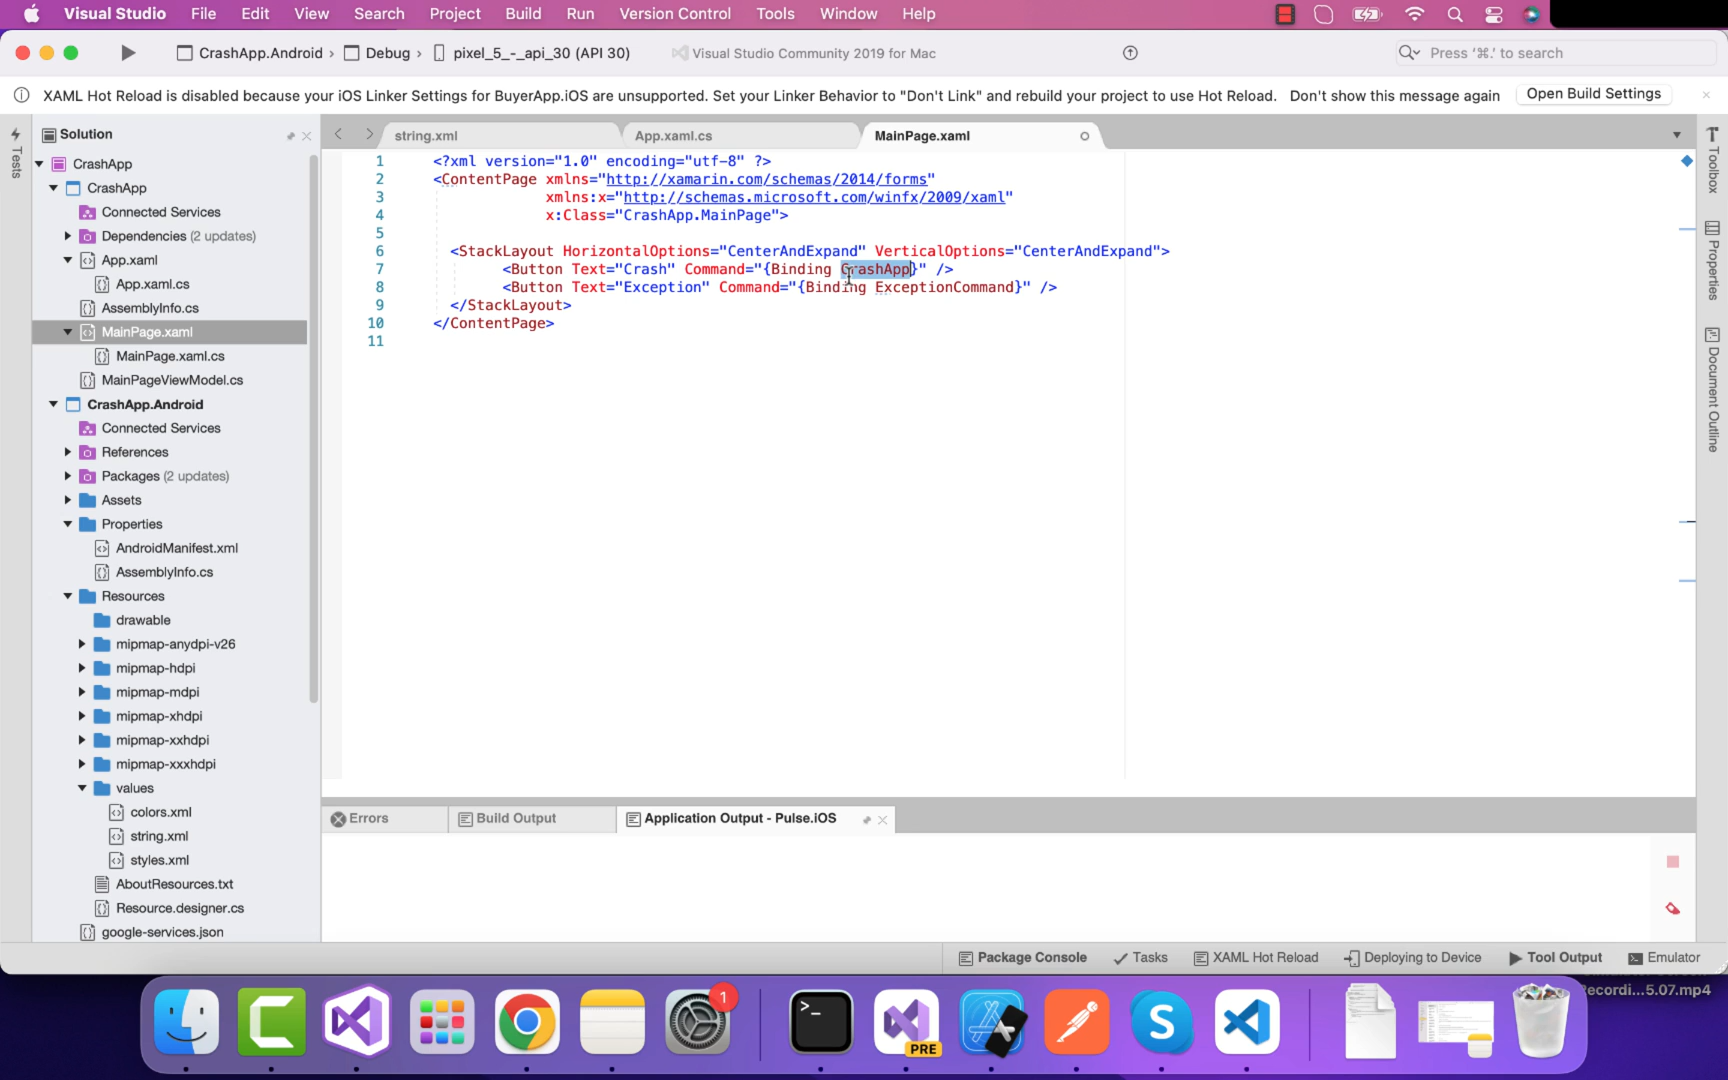 Visual Studio File Edit View Search Project Build Run Version Control Tools Window Help
CrashApp.Android › Debug › pixel_5_-_api_30 (API 30) Visual Studio Community 2019 for Mac Press '⌘.' to search
XAML Hot Reload is disabled because your iOS Linker Settings for BuyerApp.iOS are unsupported. Set your Linker Behavior to "Don't Link" and rebuild your project to use Hot Reload. Don't show this message again Open Build Settings
Tests
Solution
CrashApp
CrashApp
Connected Services
Dependencies (2 updates)
App.xaml
App.xaml.cs
AssemblyInfo.cs
MainPage.xaml
MainPage.xaml.cs
MainPageViewModel.cs
CrashApp.Android
Connected Services
References
Packages (2 updates)
Assets
Properties
AndroidManifest.xml
AssemblyInfo.cs
Resources
drawable
mipmap-anydpi-v26
mipmap-hdpi
mipmap-mdpi
mipmap-xhdpi
mipmap-xxhdpi
mipmap-xxxhdpi
values
colors.xml
string.xml
styles.xml
AboutResources.txt
Resource.designer.cs
google-services.json
string.xml App.xaml.cs MainPage.xaml
1 <?xml version="1.0" encoding="utf-8" ?>
2 <ContentPage xmlns="http://xamarin.com/schemas/2014/forms"
3 xmlns:x="http://schemas.microsoft.com/winfx/2009/xaml"
4 x:Class="CrashApp.MainPage">
5
6 <StackLayout HorizontalOptions="CenterAndExpand" VerticalOptions="CenterAndExpand">
7 <Button Text="Crash" Command="{Binding CrashApp}" />
8 <Button Text="Exception" Command="{Binding ExceptionCommand}" />
9 </StackLayout>
10 </ContentPage>
11
Toolbox
Properties
Document Outline
Errors Build Output Application Output - Pulse.iOS
Package Console Tasks XAML Hot Reload Deploying to Device Tool Output Emulator
ecordi...5.07.mp4
1
>_
PRE
S